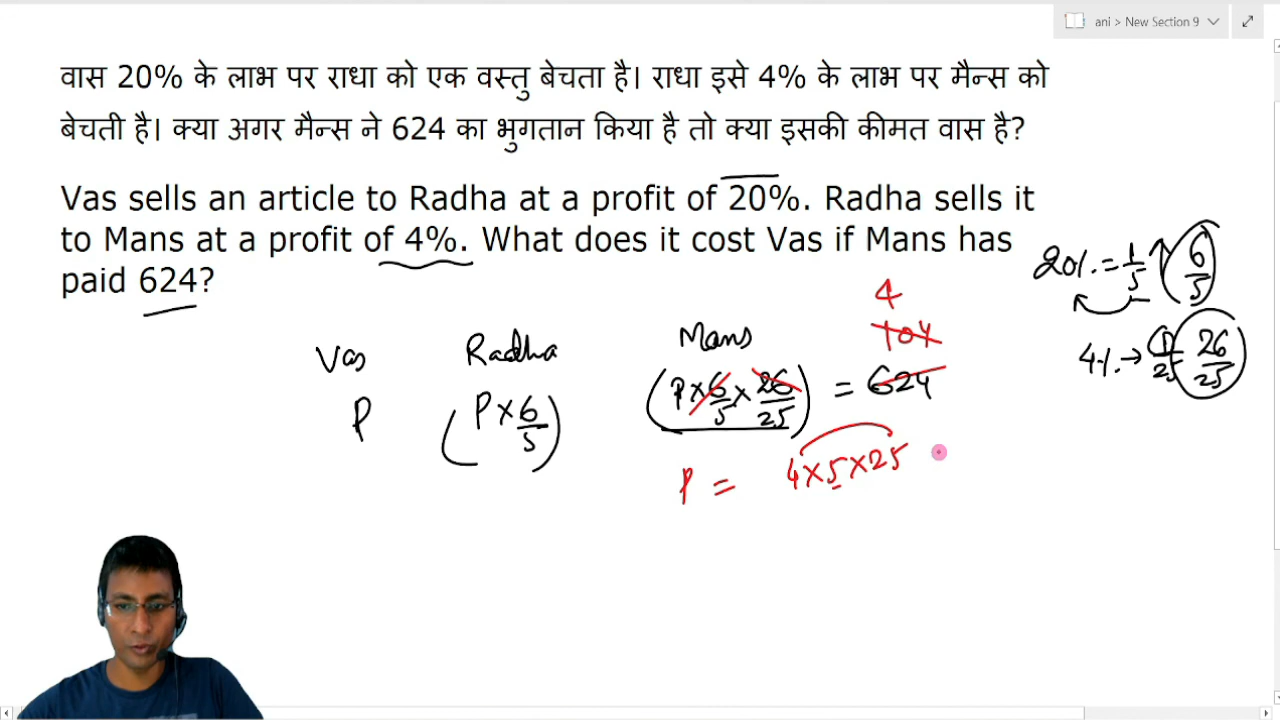 ani > New Section 9
वास 20% के लाभ पर राधा को एक वस्तु बेचता है। राधा इसे 4% के लाभ पर मैन्स को
बेचती है। क्या अगर मैन्स ने 624 का भुगतान किया है तो क्या इसकी कीमत वास है?
Vas sells an article to Radha at a profit of 20%. Radha sells it
to Mans at a profit of 4%. What does it cost Vas if Mans has
paid 624?
20% = 1/5 6/5
4% → 1/25 26/25
Vas Radha Mans
4
104
P (P × 6/5) (P × 6/5 × 26/25) = 624
P = 4 × 5 × 25